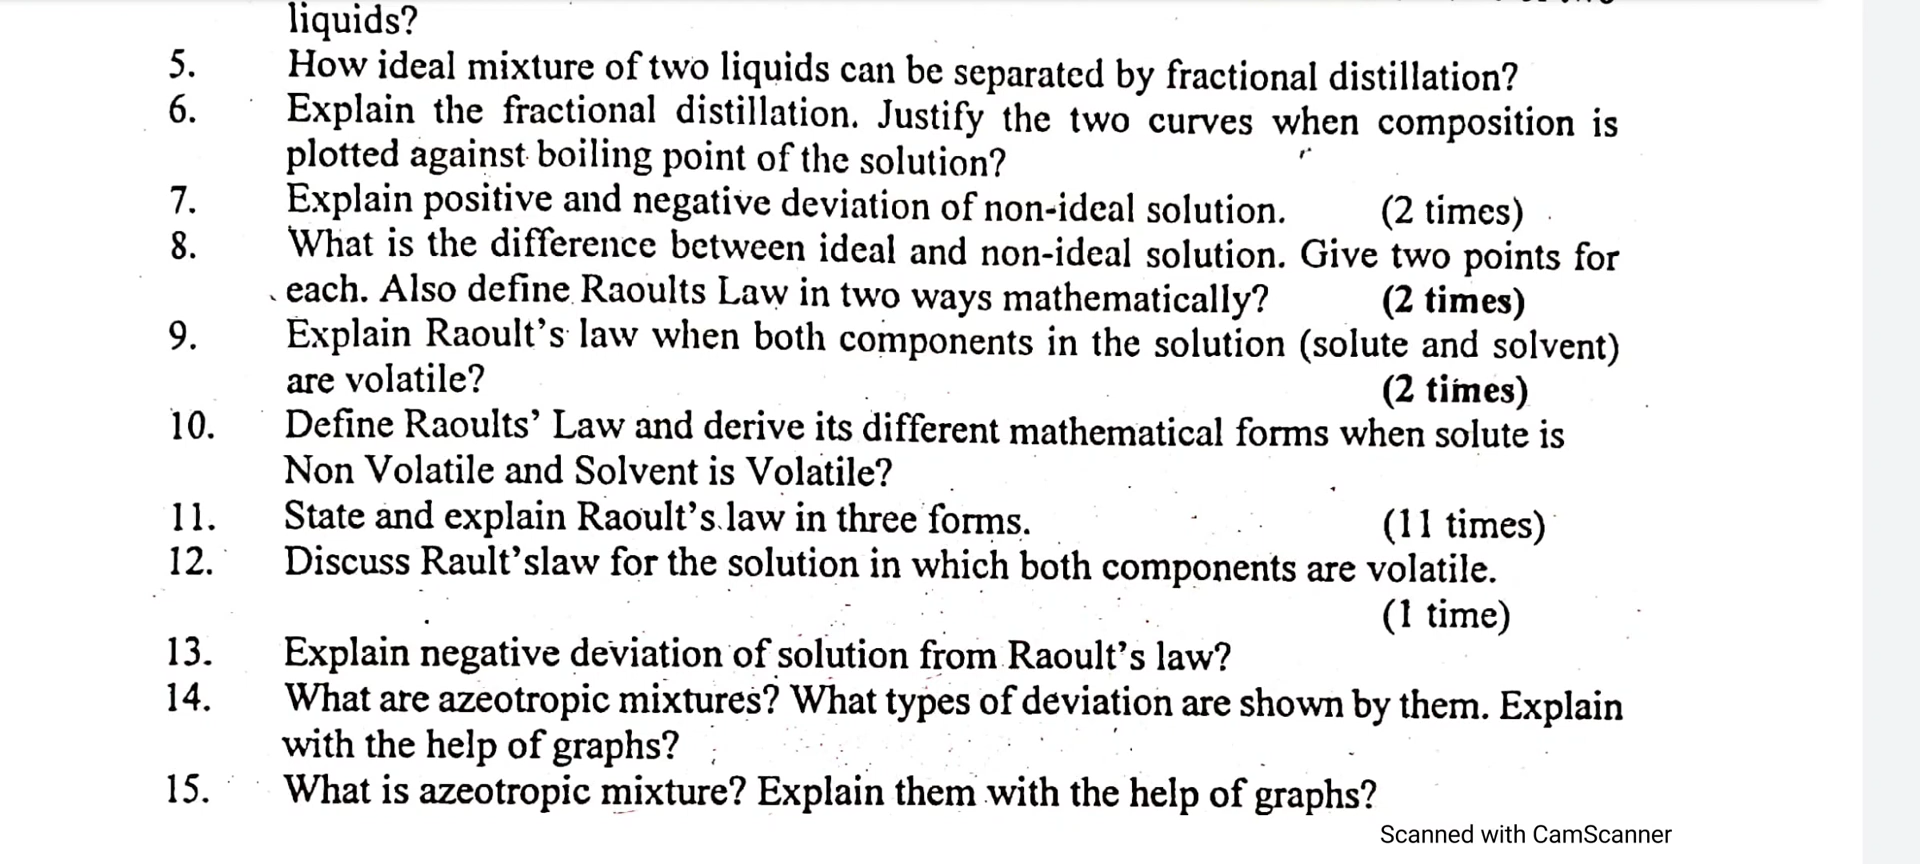 liquids?
5. How ideal mixture of two liquids can be separated by fractional distillation?
6. Explain the fractional distillation. Justify the two curves when composition is
plotted against boiling point of the solution?
7. Explain positive and negative deviation of non-ideal solution. (2 times)
8. What is the difference between ideal and non-ideal solution. Give two points for
each. Also define Raoults Law in two ways mathematically? (2 times)
9. Explain Raoult's law when both components in the solution (solute and solvent)
are volatile? (2 times)
10. Define Raoults' Law and derive its different mathematical forms when solute is
Non Volatile and Solvent is Volatile?
11. State and explain Raoult's law in three forms. (11 times)
12. Discuss Rault'slaw for the solution in which both components are volatile.
(1 time)
13. Explain negative deviation of solution from Raoult's law?
14. What are azeotropic mixtures? What types of deviation are shown by them. Explain
with the help of graphs?
15. What is azeotropic mixture? Explain them with the help of graphs?
Scanned with CamScanner